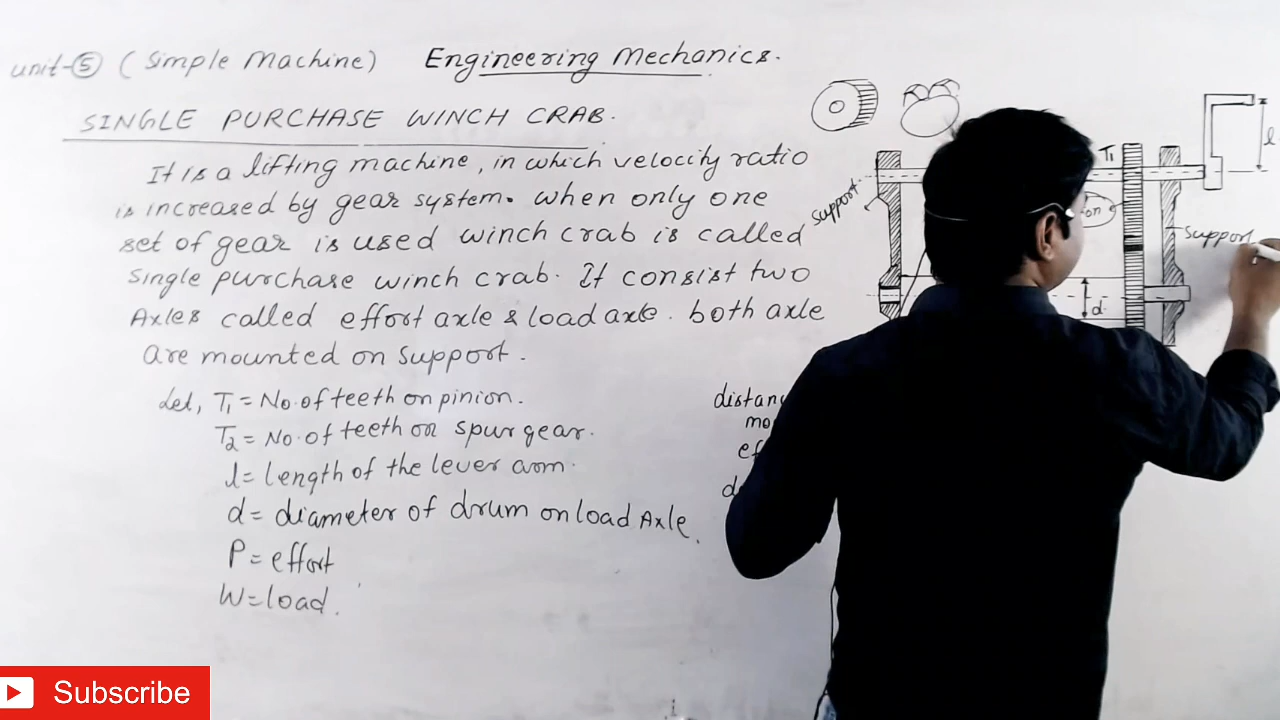 unit-⑤ (Simple Machine) Engineering Mechanics.
SINGLE PURCHASE WINCH CRAB.
It is a lifting machine, in which velocity ratio
is increased by gear system. when only one
set of gear is used winch crab is called
single purchase winch crab. It consist two
Axles called effort axle & load axle. both axle
are mounted on support.
Let, T₁ = No. of teeth on pinion.
T₂ = No. of teeth on spur gear.
l = length of the lever arm.
d = diameter of drum on load Axle.
P = effort
W = load.
T₁
l
support
on
support
d
Subscribe